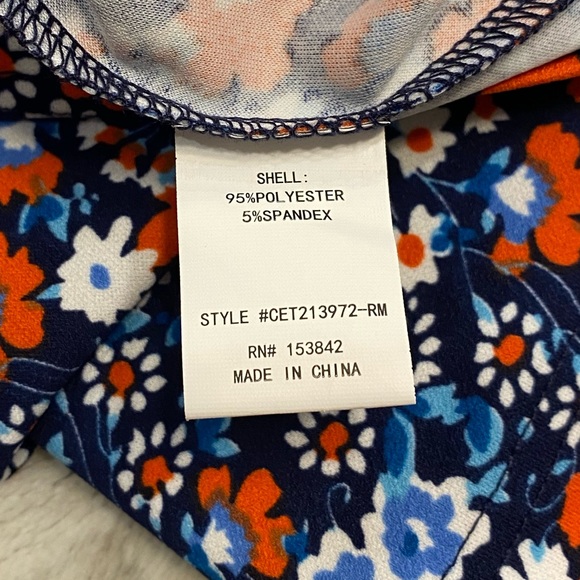 SHELL:
95%POLYESTER
5%SPANDEX
STYLE #CET213972-RM
RN# 153842
MADE IN CHINA